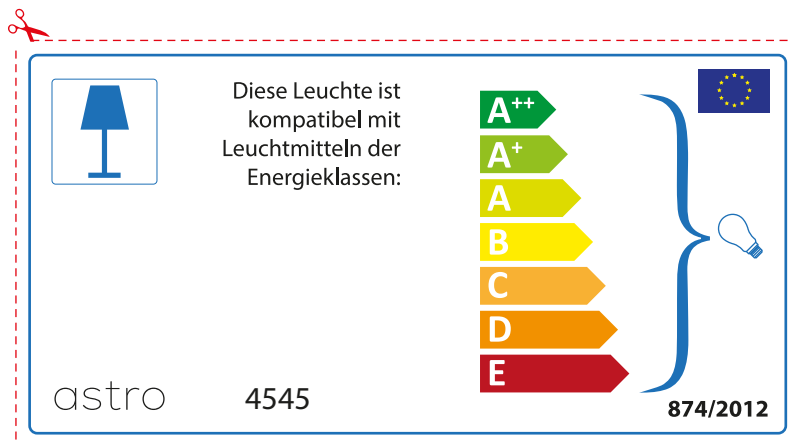 Diese Leuchte ist
kompatibel mit
Leuchtmitteln der
Energieklassen:
A++
A+
A
B
C
D
E
astro
4545
874/2012